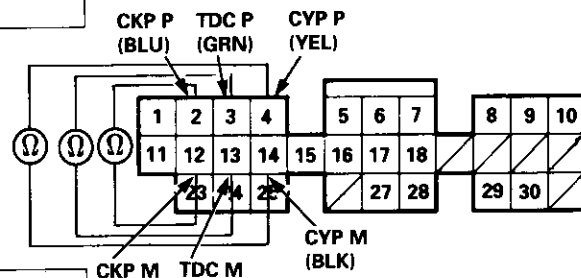 CKP P TDC P CYP P
(BLU) (GRN) (YEL)
1 2 3 4 5 6 7 8 9 10
Ω Ω Ω 11 12 13 14 15 16 17 18
27 28 29 30
CYP M
(BLK)
CKP M TDC M